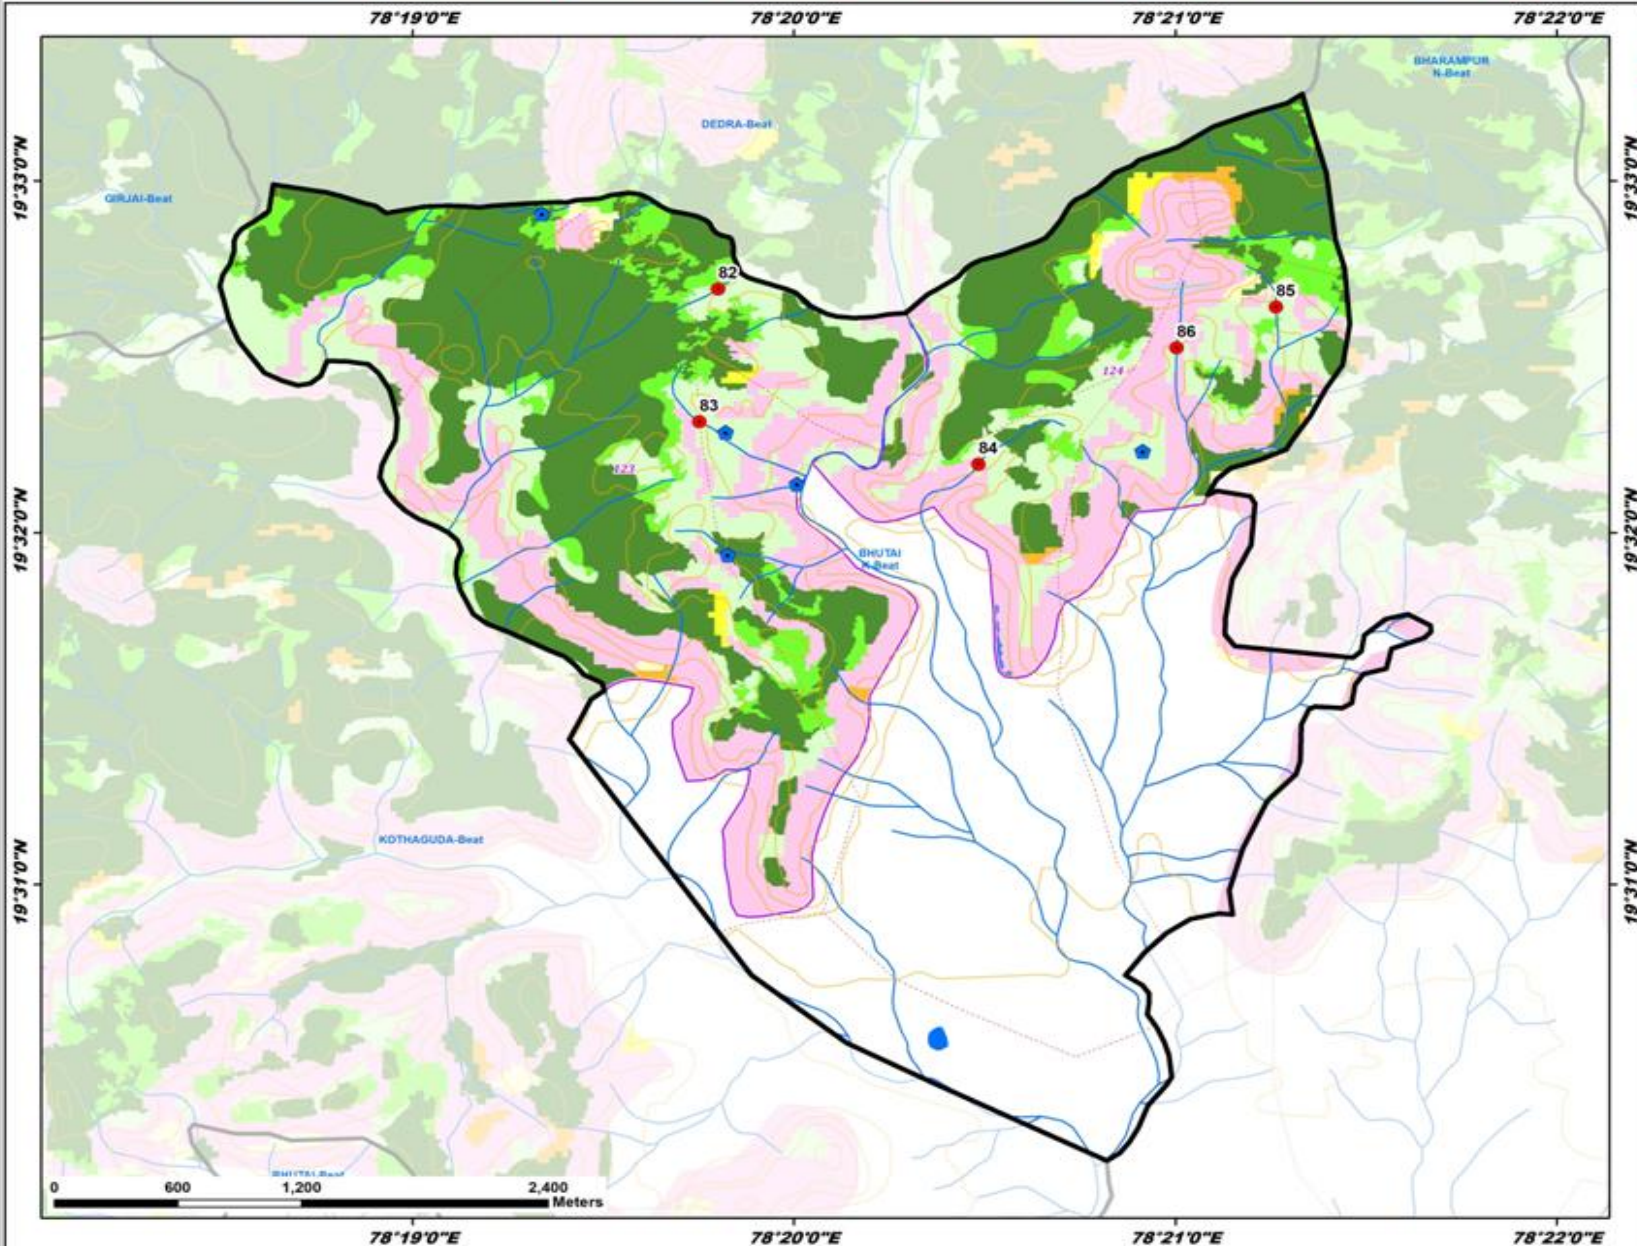 78°19'0"E 78°20'0"E 78°21'0"E 78°22'0"E
BHARAMPUR
N-Beat
DEDRA-Beat
19°33'0"N 19°33'0"N
GIRJAI-Beat
82
85
86
124
83
84
123
19°32'0"N 19°32'0"N
BHUTAI
KOTHAGUDA-Beat
19°31'0"N 19°31'0"N
BHUTAI-Beat
0 600 1,200 2,400
Meters
78°19'0"E 78°20'0"E 78°21'0"E 78°22'0"E